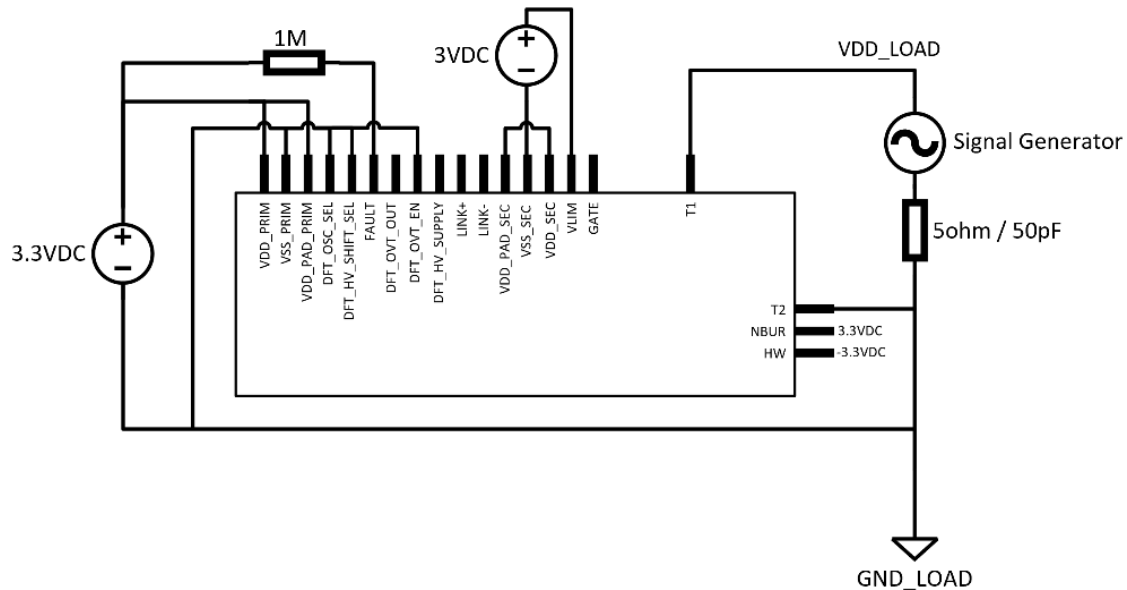 1M
3VDC
+
−
VDD_LOAD
Signal Generator
3.3VDC
+
−
5ohm / 50pF
VDD_PRIM
VSS_PRIM
VDD_PAD_PRIM
DFT_OSC_SEL
DFT_HV_SHIFT_SEL
FAULT
DFT_OVT_OUT
DFT_OVT_EN
DFT_HV_SUPPLY
LINK+
LINK-
VDD_PAD_SEC
VSS_SEC
VDD_SEC
VLIM
GATE
T1
T2
NBUR 3.3VDC
HW -3.3VDC
GND_LOAD